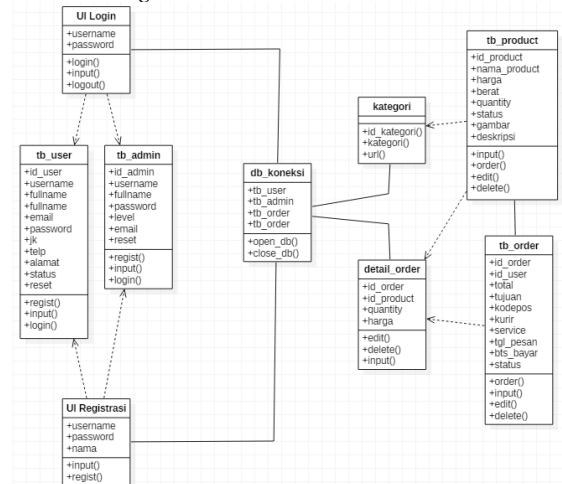 UI Login
+username
+password
+login()
+input()
+logout()
tb_user
+id_user
+username
+fullname
+fullname
+email
+password
+jk
+telp
+alamat
+status
+reset
+regist()
+input()
+login()
tb_admin
+id_admin
+username
+fullname
+password
+level
+email
+reset
+regist()
+input()
+login()
UI Registrasi
+username
+password
+nama
+input()
+regist()
db_koneksi
+tb_user
+tb_admin
+tb_order
+tb_order
+open_db()
+close_db()
kategori
+id_kategori()
+kategori()
+url()
detail_order
+id_order
+id_product
+quantity
+harga
+edit()
+delete()
+input()
tb_product
+id_product
+nama_product
+harga
+berat
+quantity
+status
+gambar
+deskripsi
+input()
+order()
+edit()
+delete()
tb_order
+id_order
+id_user
+total
+tujuan
+kodepos
+kurir
+service
+tgl_pesan
+bts_bayar
+status
+order()
+input()
+edit()
+delete()